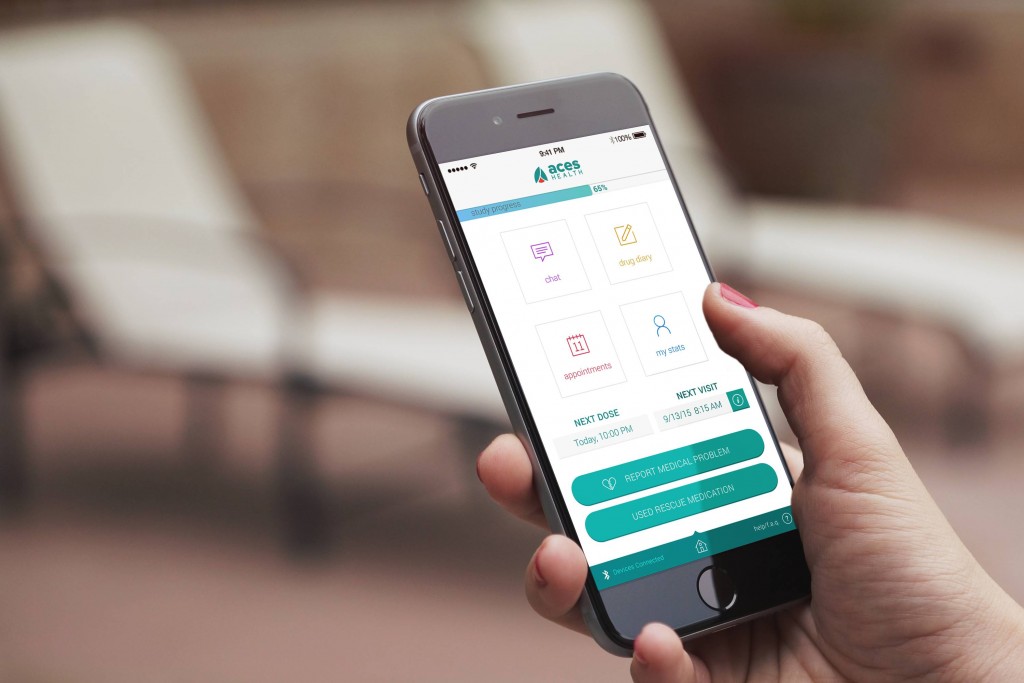 9:41 PM
100%
aces
HEALTH
study progress
65%
chat
drug diary
11
appointments
my stats
NEXT DOSE
Today, 10:00 PM
NEXT VISIT
9/13/15 8:15 AM
i
REPORT MEDICAL PROBLEM
USED RESCUE MEDICATION
Devices Connected
help/f.a.q.
?